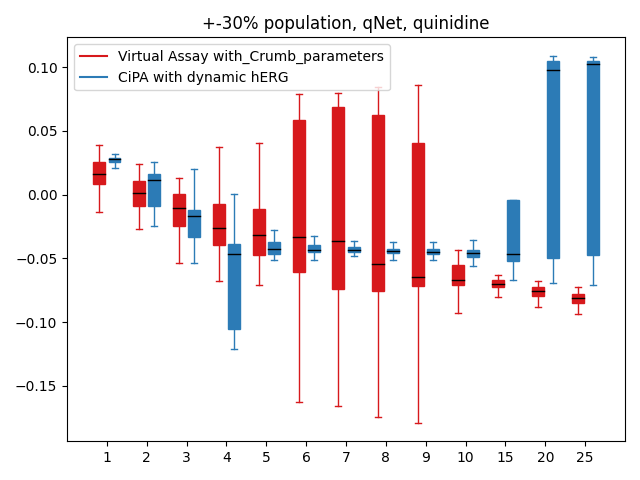 +-30% population, qNet, quinidine
Virtual Assay with_Crumb_parameters
CiPA with dynamic hERG
0.10
0.05
0.00
−0.05
−0.10
−0.15
1 2 3 4 5 6 7 8 9 10 15 20 25